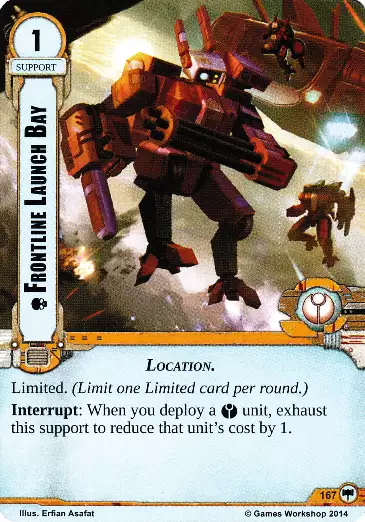 1
SUPPORT
FRONTLINE LAUNCH BAY
LOCATION.
Limited. (Limit one Limited card per round.)
Interrupt: When you deploy a unit, exhaust
this support to reduce that unit's cost by 1.
167
Illus. Erfian Asafat
© Games Workshop 2014